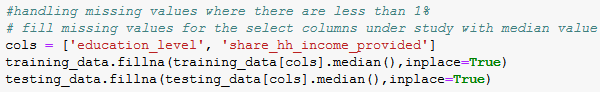 #handling missing values where there are less than 1%
# fill missing values for the select columns under study with median value
cols = ['education_level', 'share_hh_income_provided']
training_data.fillna(training_data[cols].median(),inplace=True)
testing_data.fillna(testing_data[cols].median(),inplace=True)